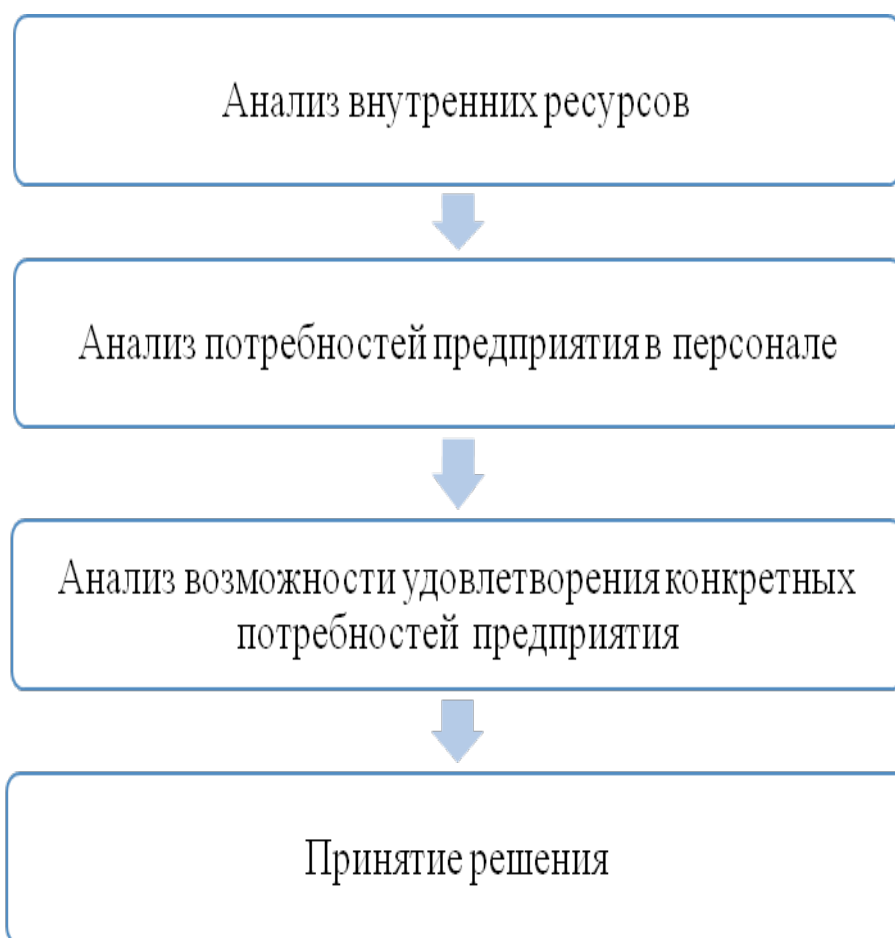 Анализ внутренних ресурсов
Анализ потребностей предприятия в персонале
Анализ возможности удовлетворения конкретных
потребностей предприятия
Принятие решения